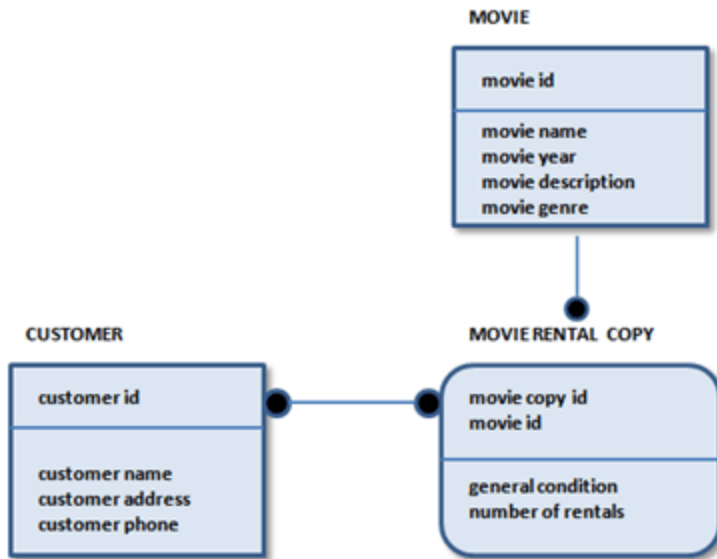 MOVIE
movie id
movie name
movie year
movie description
movie genre
CUSTOMER
customer id
customer name
customer address
customer phone
MOVIE RENTAL COPY
movie copy id
movie id
general condition
number of rentals